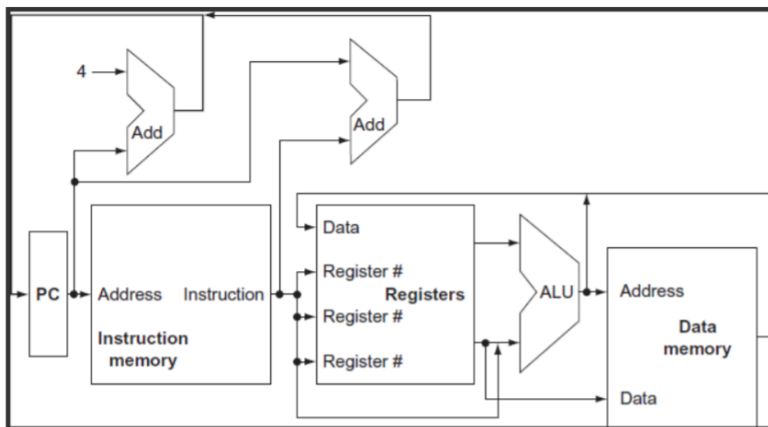 4
Add
Add
PC
Address
Instruction
Instruction
memory
Data
Register #
Registers
Register #
Register #
ALU
Address
Data
memory
Data